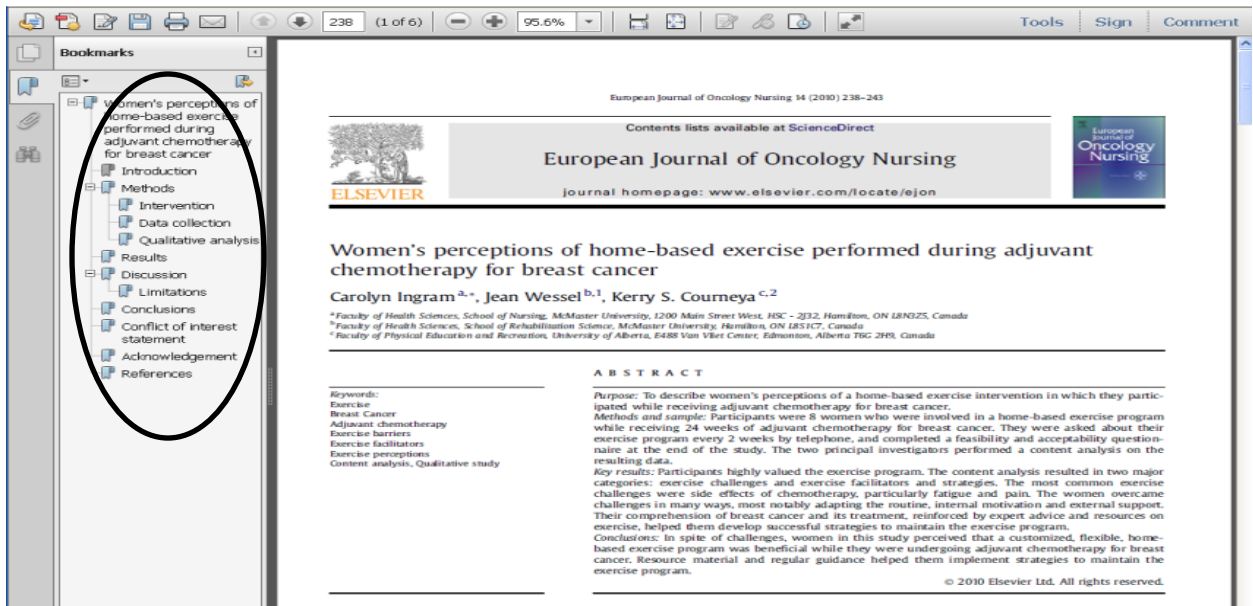 238 (1 of 6) 95.6% Tools Sign Comment
Bookmarks
Women's perceptions of
home-based exercise
performed during
adjuvant chemotherapy
for breast cancer
Introduction
Methods
Intervention
Data collection
Qualitative analysis
Results
Discussion
Limitations
Conclusions
Conflict of interest
statement
Acknowledgement
References
European Journal of Oncology Nursing 14 (2010) 238–243
ELSEVIER
Contents lists available at ScienceDirect
European Journal of Oncology Nursing
journal homepage: www.elsevier.com/locate/ejon
European
Journal of
Oncology
Nursing
Women's perceptions of home-based exercise performed during adjuvant
chemotherapy for breast cancer
Carolyn Ingram a,*, Jean Wessel b,1, Kerry S. Courneya c,2
a Faculty of Health Sciences, School of Nursing, McMaster University, 1200 Main Street West, HSC - 2J32, Hamilton, ON L8N3Z5, Canada
b Faculty of Health Sciences, School of Rehabilitation Science, McMaster University, Hamilton, ON L8S1C7, Canada
c Faculty of Physical Education and Recreation, University of Alberta, E488 Van Vliet Center, Edmonton, Alberta T6G 2H9, Canada
Keywords:
Exercise
Breast Cancer
Adjuvant chemotherapy
Exercise barriers
Exercise facilitators
Exercise perceptions
Content analysis, Qualitative study
ABSTRACT
Purpose: To describe women's perceptions of a home-based exercise intervention in which they partic-
ipated while receiving adjuvant chemotherapy for breast cancer.
Methods and sample: Participants were 8 women who were involved in a home-based exercise program
while receiving 24 weeks of adjuvant chemotherapy for breast cancer. They were asked about their
exercise program every 2 weeks by telephone, and completed a feasibility and acceptability question-
naire at the end of the study. The two principal investigators performed a content analysis on the
resulting data.
Key results: Participants highly valued the exercise program. The content analysis resulted in two major
categories: exercise challenges and exercise facilitators and strategies. The most common exercise
challenges were side effects of chemotherapy, particularly fatigue and pain. The women overcame
challenges in many ways, most notably adapting the routine, internal motivation and external support.
Their comprehension of breast cancer and its treatment, reinforced by expert advice and resources on
exercise, helped them develop successful strategies to maintain the exercise program.
Conclusions: In spite of challenges, women in this study perceived that a customized, flexible, home-
based exercise program was beneficial while they were undergoing adjuvant chemotherapy for breast
cancer. Resource material and regular guidance helped them implement strategies to maintain the
exercise program.
© 2010 Elsevier Ltd. All rights reserved.